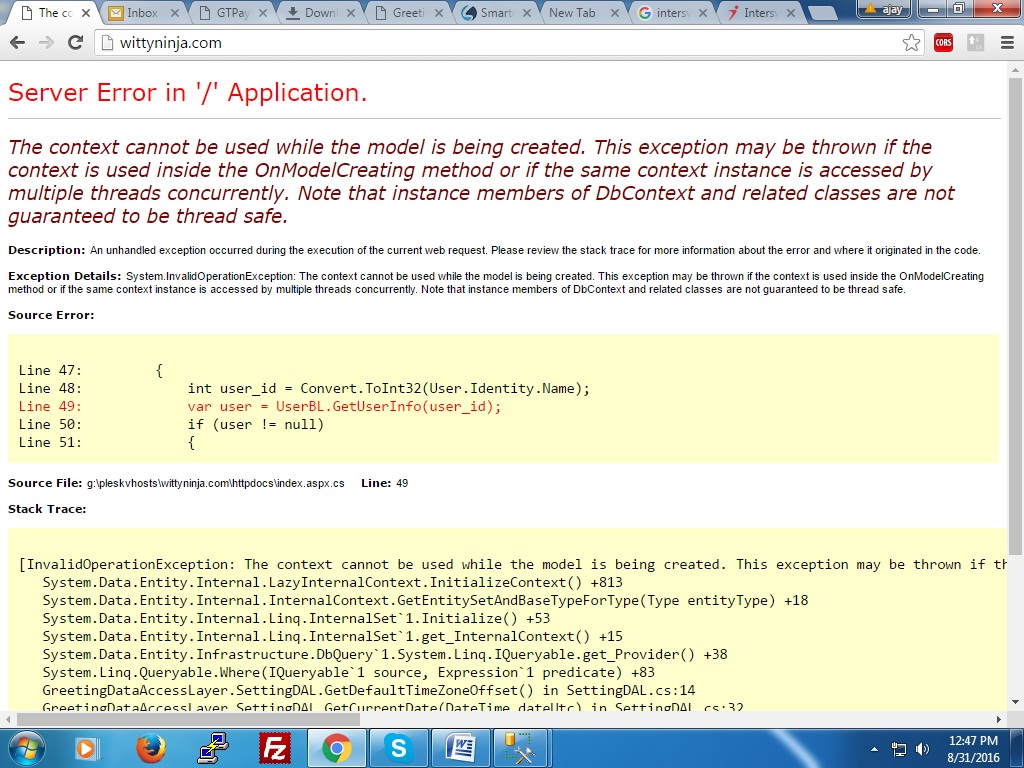 The co
Inbox
GTPay
Downl
Greeti
Smart
New Tab
intersw
Intersw
ajay
wittyninja.com
CORS
Server Error in '/' Application.
The context cannot be used while the model is being created. This exception may be thrown if the
context is used inside the OnModelCreating method or if the same context instance is accessed by
multiple threads concurrently. Note that instance members of DbContext and related classes are not
guaranteed to be thread safe.
Description: An unhandled exception occurred during the execution of the current web request. Please review the stack trace for more information about the error and where it originated in the code.
Exception Details: System.InvalidOperationException: The context cannot be used while the model is being created. This exception may be thrown if the context is used inside the OnModelCreating
method or if the same context instance is accessed by multiple threads concurrently. Note that instance members of DbContext and related classes are not guaranteed to be thread safe.
Source Error:
Line 47: {
Line 48: int user_id = Convert.ToInt32(User.Identity.Name);
Line 49: var user = UserBL.GetUserInfo(user_id);
Line 50: if (user != null)
Line 51: {
Source File: g:\pleskvhosts\wittyninja.com\httpdocs\index.aspx.cs Line: 49
Stack Trace:
[InvalidOperationException: The context cannot be used while the model is being created. This exception may be thrown if th
System.Data.Entity.Internal.LazyInternalContext.InitializeContext() +813
System.Data.Entity.Internal.InternalContext.GetEntitySetAndBaseTypeForType(Type entityType) +18
System.Data.Entity.Internal.Linq.InternalSet`1.Initialize() +53
System.Data.Entity.Internal.Linq.InternalSet`1.get_InternalContext() +15
System.Data.Entity.Infrastructure.DbQuery`1.System.Linq.IQueryable.get_Provider() +38
System.Linq.Queryable.Where(IQueryable`1 source, Expression`1 predicate) +83
GreetingDataAccessLayer.SettingDAL.GetDefaultTimeZoneOffset() in SettingDAL.cs:14
GreetingDataAccessLayer.SettingDAL.GetCurrentDate(DateTime dateUtc) in SettingDAL.cs:32
12:47 PM
8/31/2016